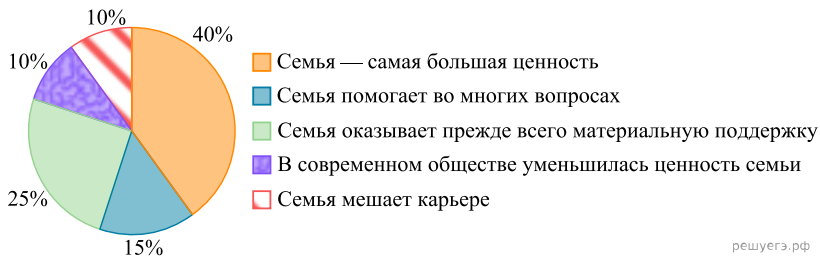 10%
40%
10%
25%
15%
Семья — самая большая ценность
Семья помогает во многих вопросах
Семья оказывает прежде всего материальную поддержку
В современном обществе уменьшилась ценность семьи
Семья мешает карьере
решуегэ.рф